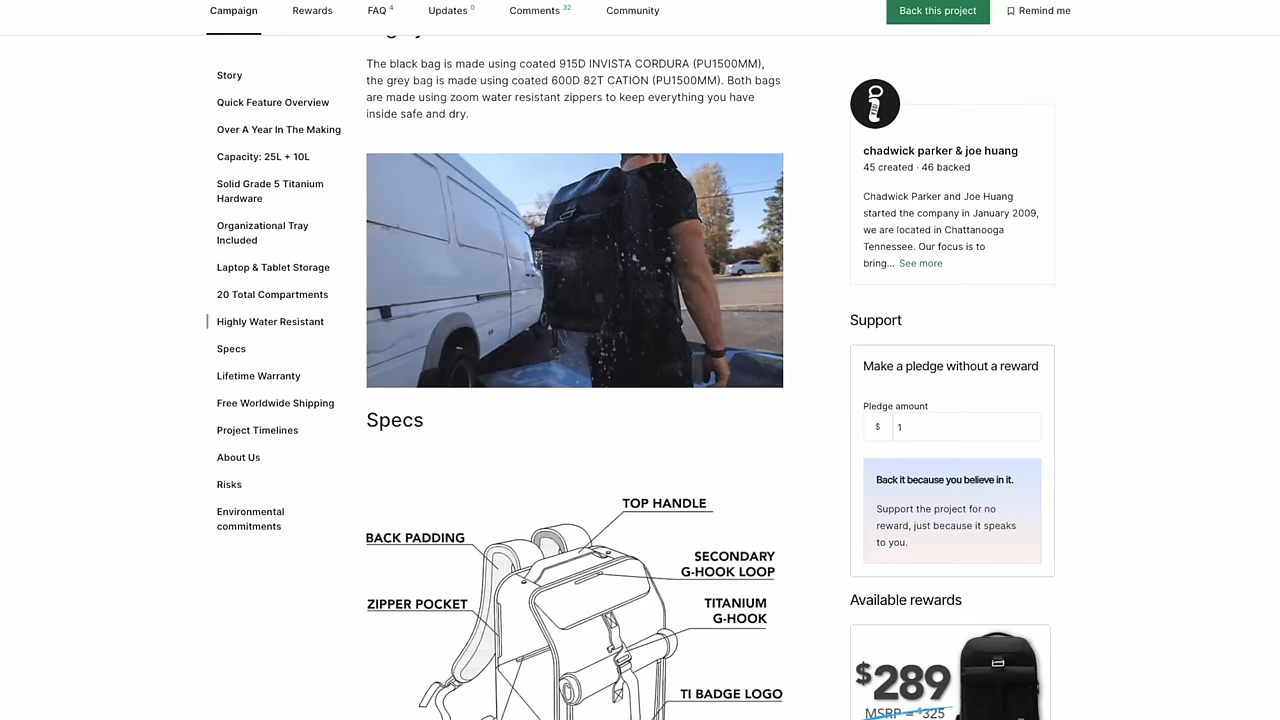 Campaign
Rewards
FAQ 4
Updates 0
Comments 32
Community
Back this project
Remind me
Story
Quick Feature Overview
Over A Year In The Making
Capacity: 25L + 10L
Solid Grade 5 Titanium
Hardware
Organizational Tray
Included
Laptop & Tablet Storage
20 Total Compartments
Highly Water Resistant
Specs
Lifetime Warranty
Free Worldwide Shipping
Project Timelines
About Us
Risks
Environmental
commitments
The black bag is made using coated 915D INVISTA CORDURA (PU1500MM),
the grey bag is made using coated 600D 82T CATION (PU1500MM). Both bags
are made using zoom water resistant zippers to keep everything you have
inside safe and dry.
Specs
TOP HANDLE
BACK PADDING
SECONDARY
G-HOOK LOOP
ZIPPER POCKET
TITANIUM
G-HOOK
TI BADGE LOGO
chadwick parker & joe huang
45 created · 46 backed
Chadwick Parker and Joe Huang
started the company in January 2009,
we are located in Chattanooga
Tennessee. Our focus is to
bring... See more
Support
Make a pledge without a reward
Pledge amount
$ 1
Back it because you believe in it.
Support the project for no
reward, just because it speaks
to you.
Available rewards
$289
MSRP = $325